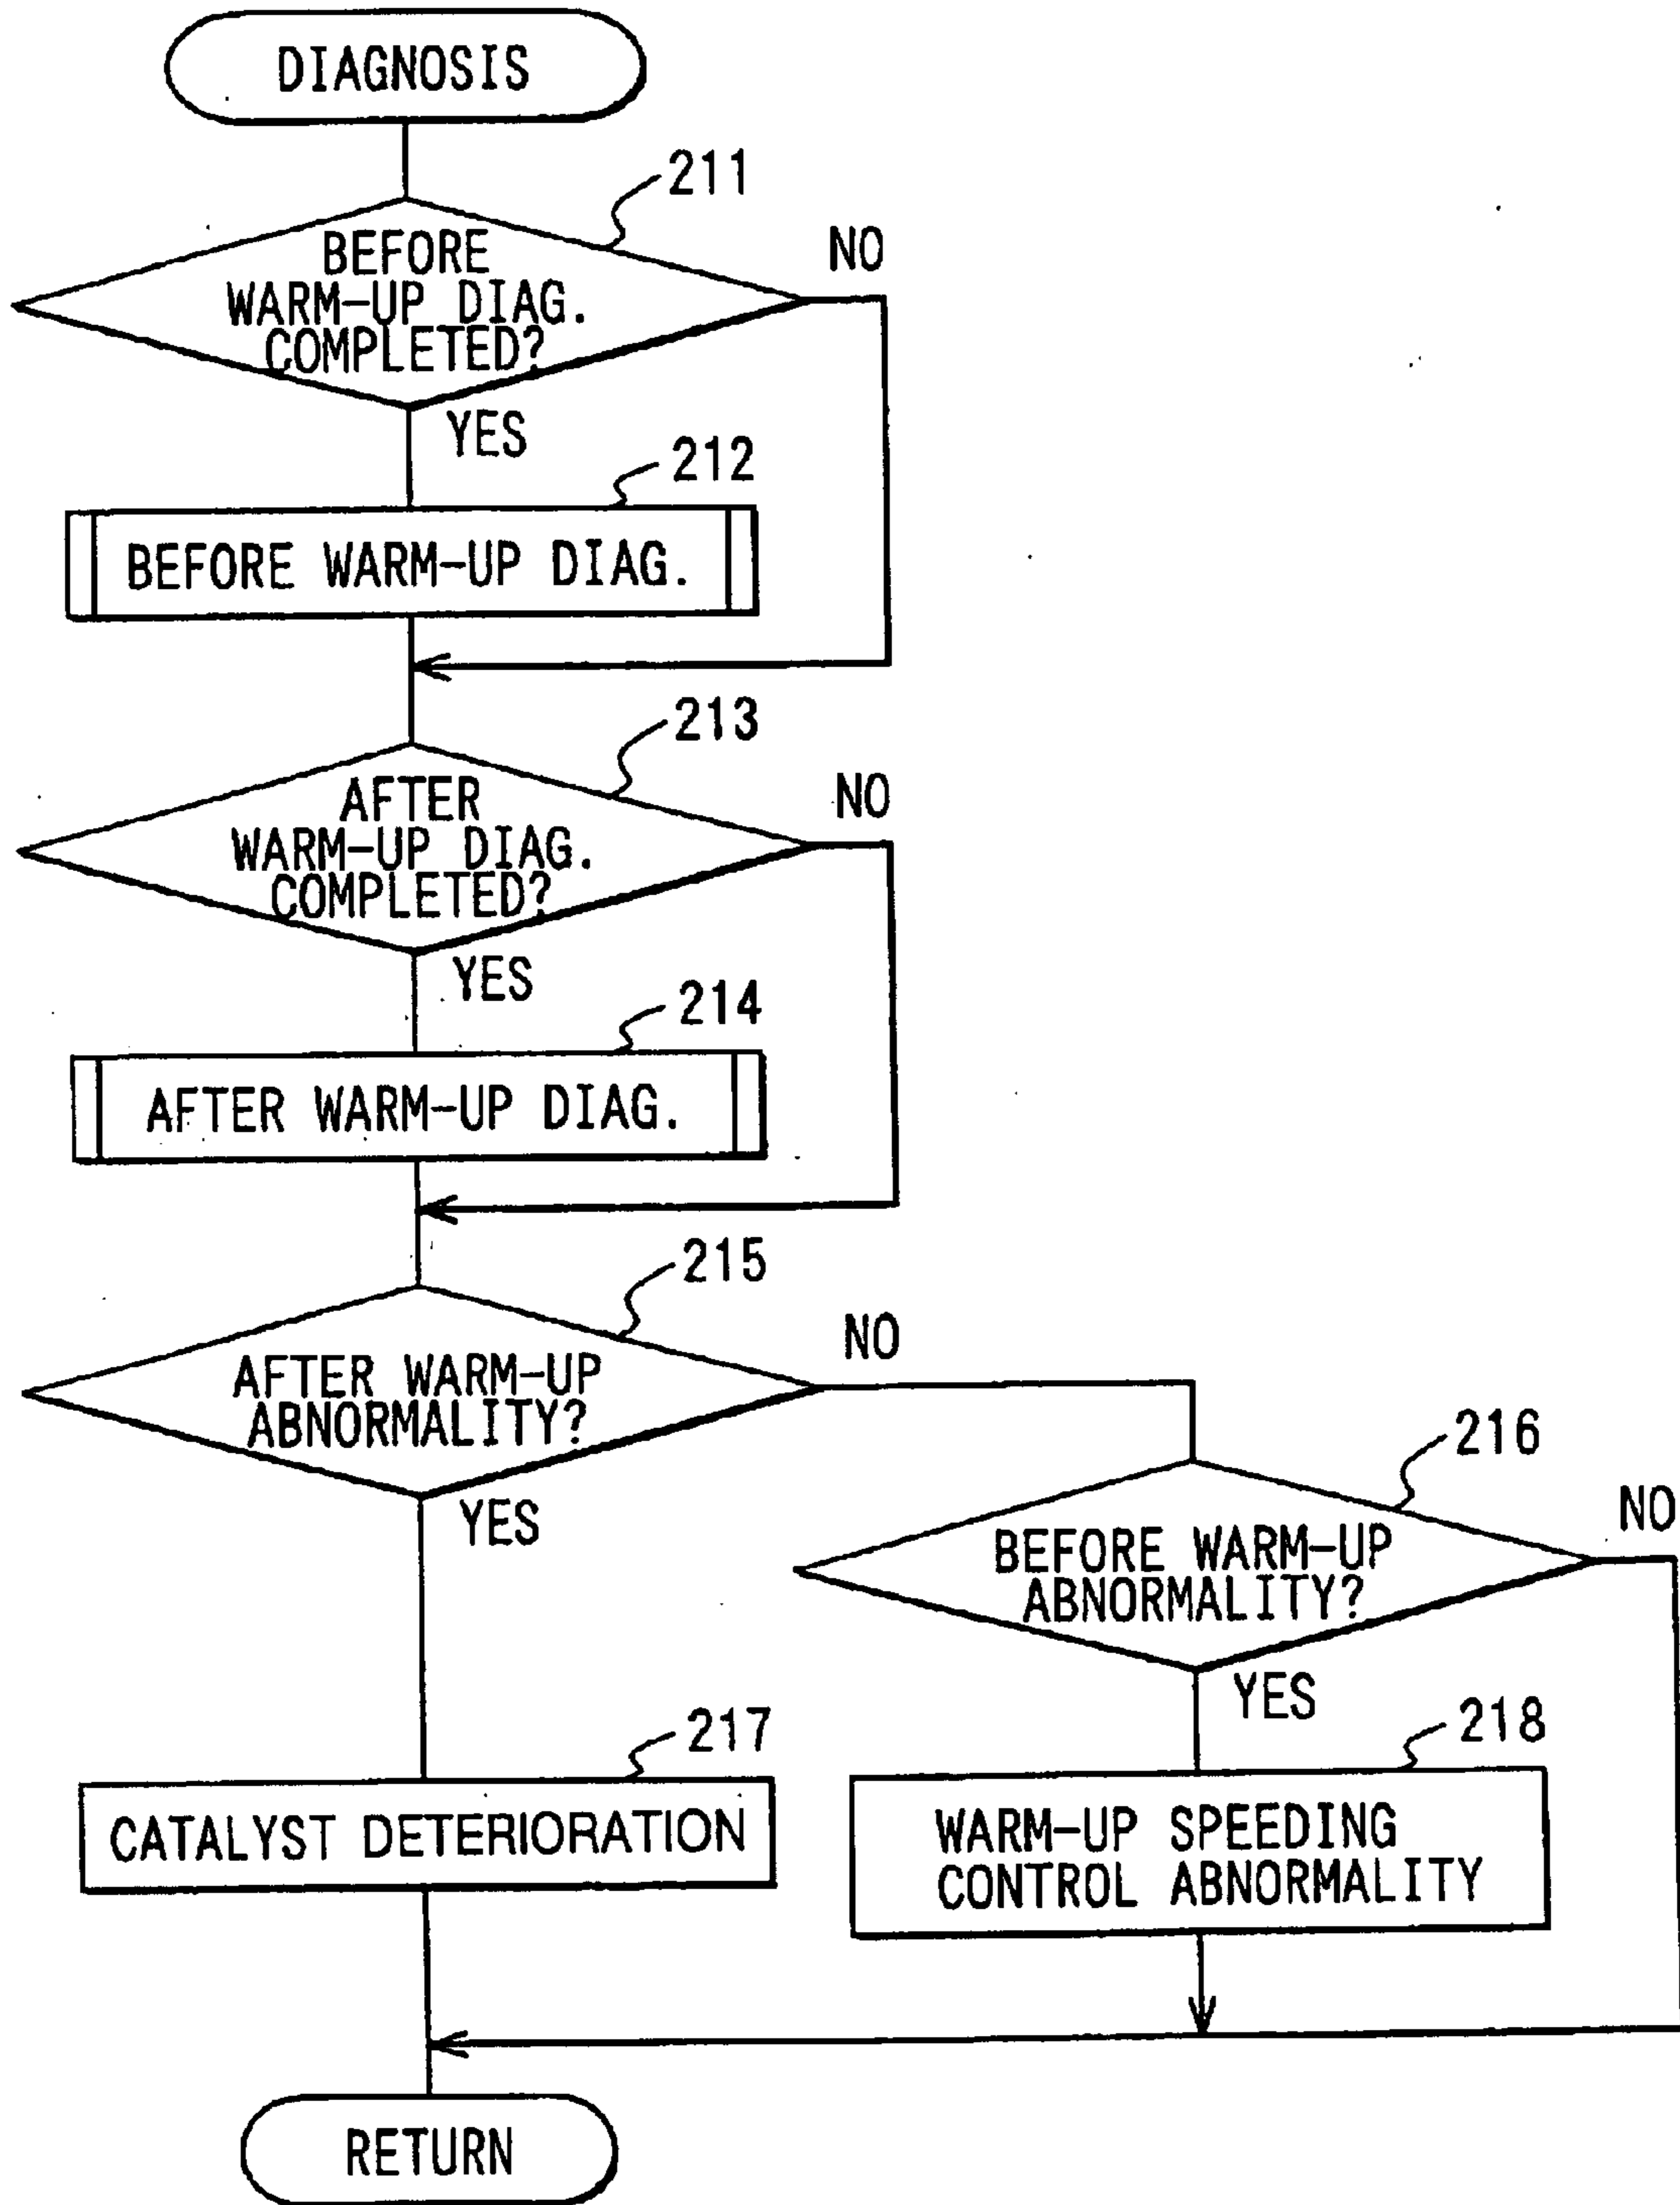 DIAGNOSIS
211
BEFORE
WARM-UP DIAG.
COMPLETED?
NO
YES
212
BEFORE WARM-UP DIAG.
213
AFTER
WARM-UP DIAG.
COMPLETED?
NO
YES
214
AFTER WARM-UP DIAG.
215
AFTER WARM-UP
ABNORMALITY?
NO
YES
216
BEFORE WARM-UP
ABNORMALITY?
NO
YES
217
CATALYST DETERIORATION
218
WARM-UP SPEEDING
CONTROL ABNORMALITY
RETURN